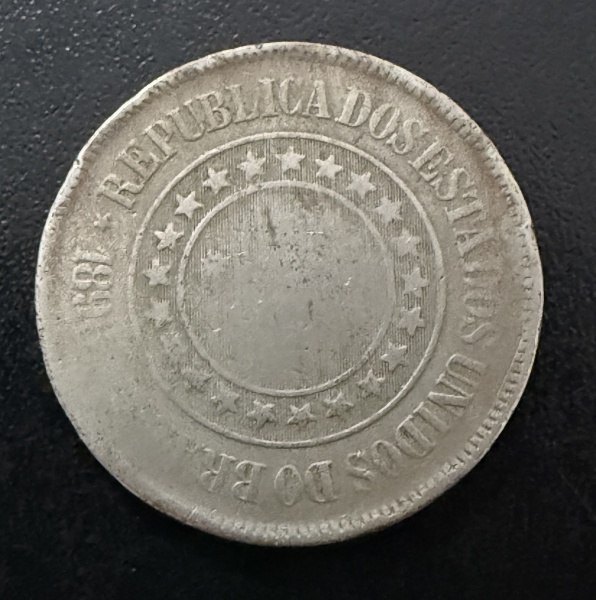 REPUBLICA DOS ESTADOS UNIDOS DO BR
189